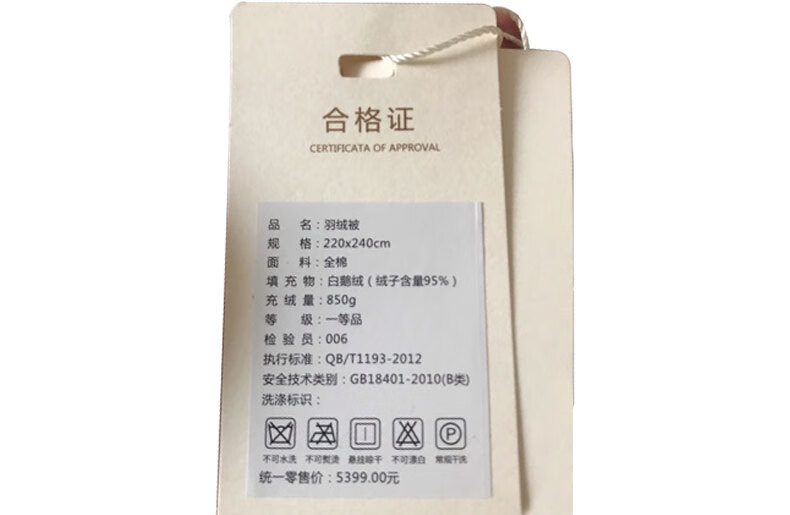 合格证
CERTIFICATA OF APPROVAL
品 名：羽绒被
规 格：220x240cm
面 料：全棉
填 充 物：白鹅绒（绒子含量95%）
充 绒 量：850g
等 级：一等品
检 验 员：006
执行标准：QB/T1193-2012
安全技术类别：GB18401-2010(B类)
洗涤标识：
P
不可水洗 不可熨烫 悬挂晾干 不可漂白 常规干洗
统一零售价：5399.00元